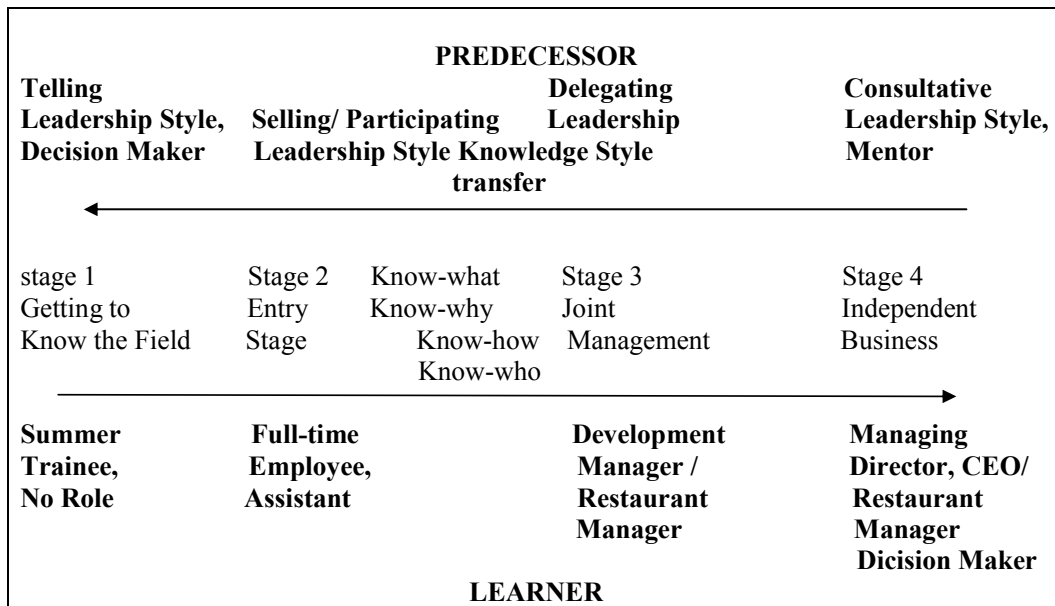 PREDECESSOR
Telling Delegating Consultative
Leadership Style, Selling/ Participating Leadership Leadership Style,
Decision Maker Leadership Style Knowledge Style Mentor
transfer
stage 1 Stage 2 Know-what Stage 3 Stage 4
Getting to Entry Know-why Joint Independent
Know the Field Stage Know-how Management Business
Know-who
Summer Full-time Development Managing
Trainee, Employee, Manager / Director, CEO/
No Role Assistant Restaurant Restaurant
Manager Manager
Dicision Maker
LEARNER